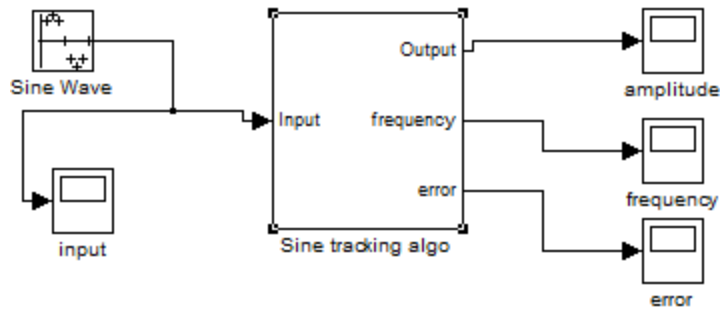 Sine Wave
input
Input
Output
frequency
error
Sine tracking algo
amplitude
frequency
error